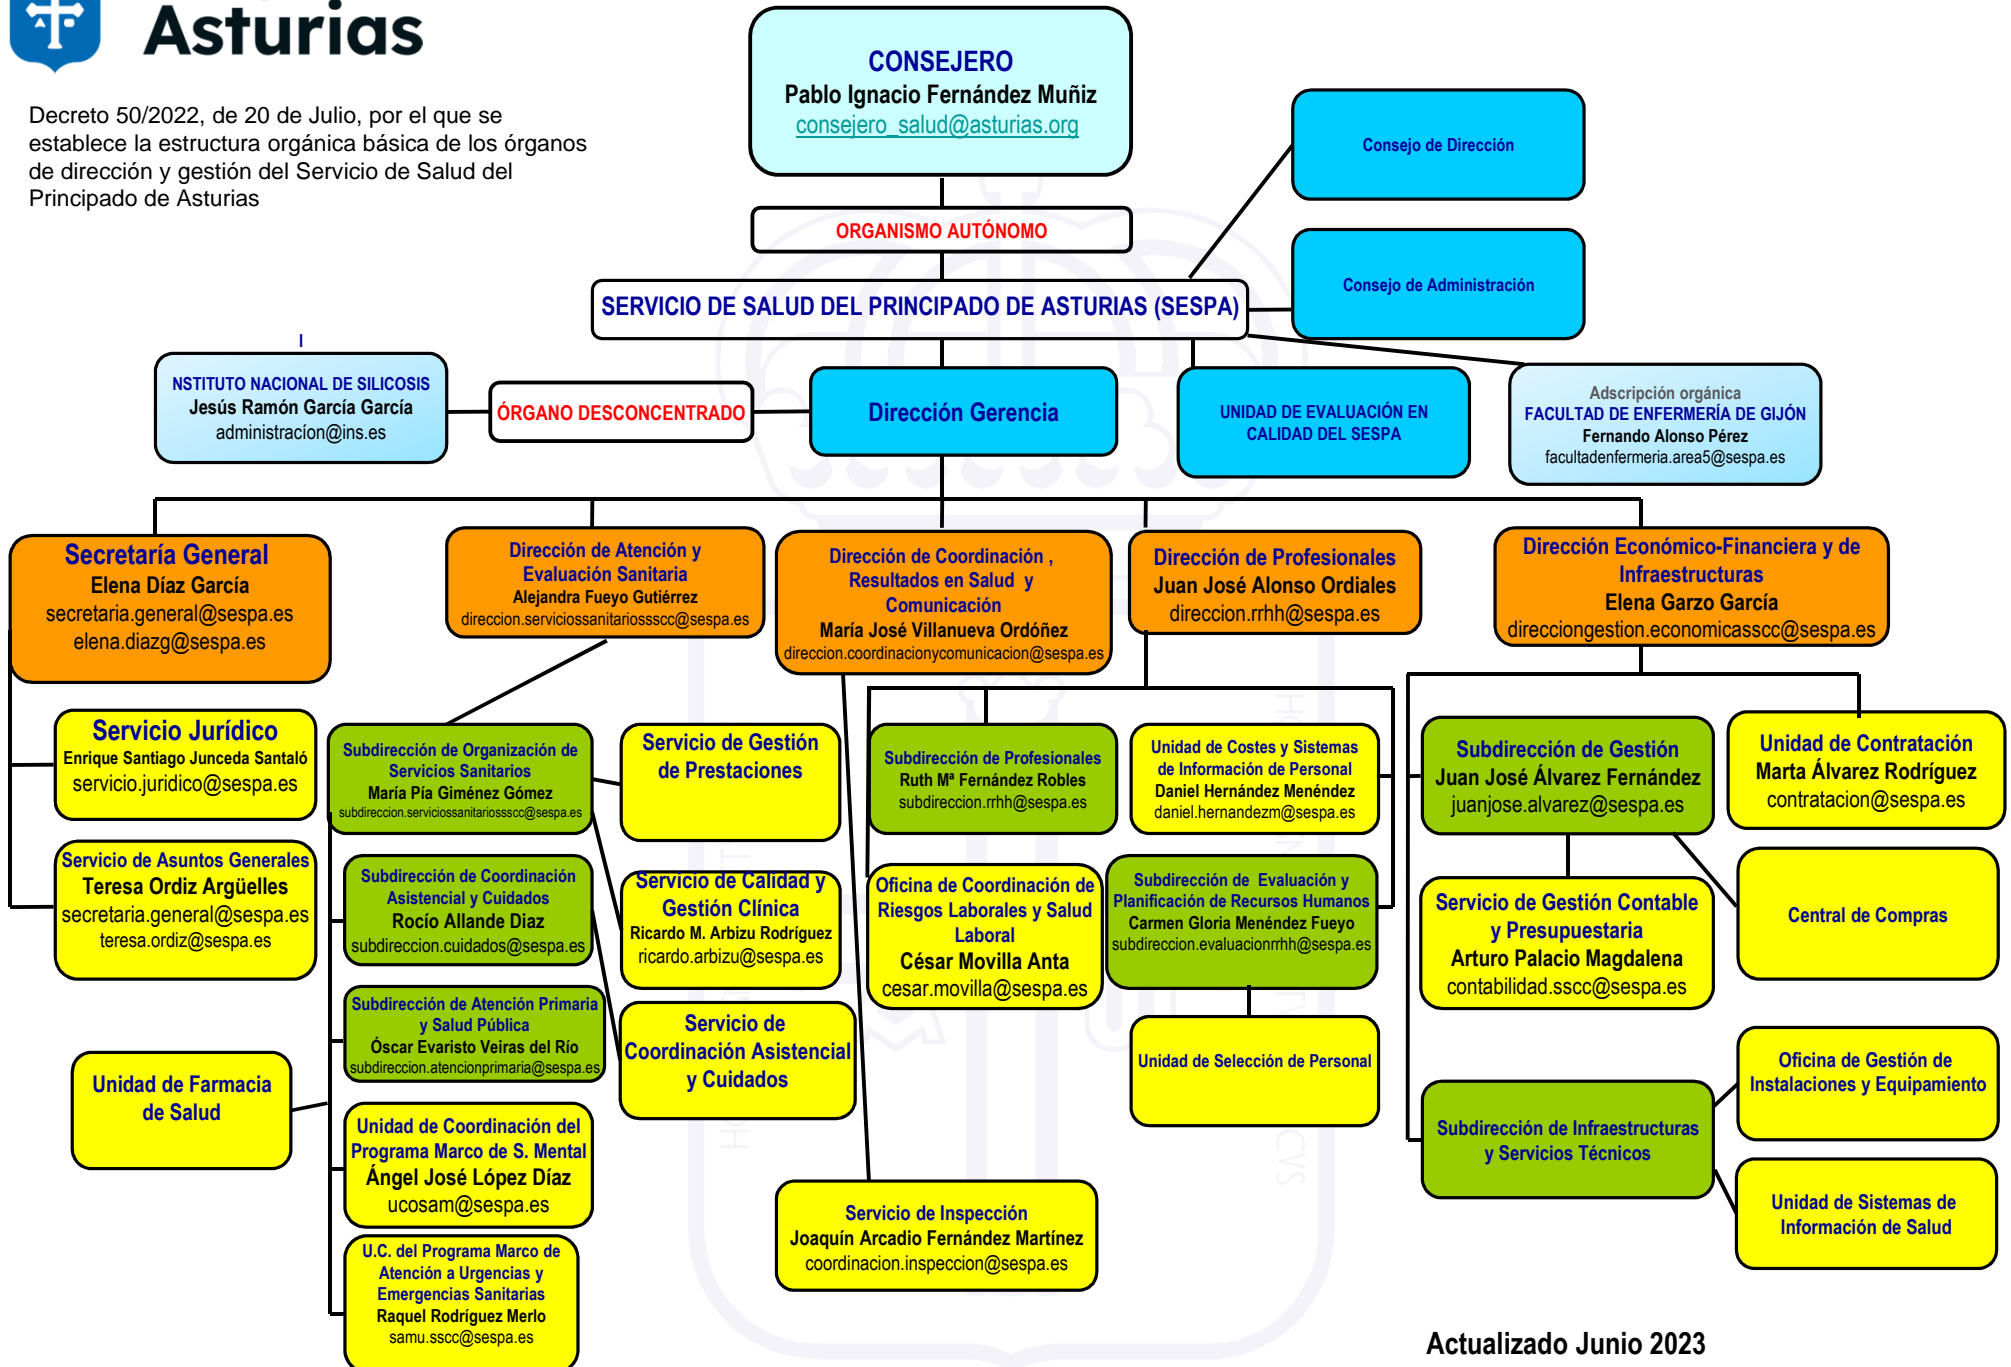 Asturias
Decreto 50/2022, de 20 de Julio, por el que se
establece la estructura orgánica básica de los órganos
de dirección y gestión del Servicio de Salud del
Principado de Asturias
CONSEJERO
Pablo Ignacio Fernández Muñiz
consejero_salud@asturias.org
Consejo de Dirección
ORGANISMO AUTÓNOMO
Consejo de Administración
SERVICIO DE SALUD DEL PRINCIPADO DE ASTURIAS (SESPA)
I
NSTITUTO NACIONAL DE SILICOSIS
Jesús Ramón García García
administracíon@ins.es
ÓRGANO DESCONCENTRADO
Dirección Gerencia
UNIDAD DE EVALUACIÓN EN
CALIDAD DEL SESPA
Adscripción orgánica
FACULTAD DE ENFERMERÍA DE GIJÓN
Fernando Alonso Pérez
facultadenfermeria.area5@sespa.es
Secretaría General
Elena Díaz García
secretaria.general@sespa.es
elena.diazg@sespa.es
Dirección de Atención y
Evaluación Sanitaria
Alejandra Fueyo Gutiérrez
direccion.serviciossanitariossscc@sespa.es
Dirección de Coordinación ,
Resultados en Salud y
Comunicación
María José Villanueva Ordóñez
direccion.coordinacionycomunicacion@sespa.es
Dirección de Profesionales
Juan José Alonso Ordiales
direccion.rrhh@sespa.es
Dirección Económico-Financiera y de
Infraestructuras
Elena Garzo García
direcciongestion.economicasscc@sespa.es
Servicio Jurídico
Enrique Santiago Junceda Santaló
servicio.juridico@sespa.es
Subdirección de Organización de
Servicios Sanitarios
María Pía Giménez Gómez
subdireccion.serviciossanitariossscc@sespa.es
Servicio de Gestión
de Prestaciones
Subdirección de Profesionales
Ruth Mª Fernández Robles
subdireccion.rrhh@sespa.es
Unidad de Costes y Sistemas
de Información de Personal
Daniel Hernández Menéndez
daniel.hernandezm@sespa.es
Subdirección de Gestión
Juan José Álvarez Fernández
juanjose.alvarez@sespa.es
Unidad de Contratación
Marta Álvarez Rodríguez
contratacion@sespa.es
Servicio de Asuntos Generales
Teresa Ordiz Argüelles
secretaria.general@sespa.es
teresa.ordiz@sespa.es
Subdirección de Coordinación
Asistencial y Cuidados
Rocío Allande Diaz
subdireccion.cuidados@sespa.es
Servicio de Calidad y
Gestión Clínica
Ricardo M. Arbizu Rodríguez
ricardo.arbizu@sespa.es
Oficina de Coordinación de
Riesgos Laborales y Salud
Laboral
César Movilla Anta
cesar.movilla@sespa.es
Subdirección de Evaluación y
Planificación de Recursos Humanos
Carmen Gloria Menéndez Fueyo
subdireccion.evaluacionrrhh@sespa.es
Servicio de Gestión Contable
y Presupuestaria
Arturo Palacio Magdalena
contabilidad.sscc@sespa.es
Central de Compras
Subdirección de Atención Primaria
y Salud Pública
Óscar Evaristo Veiras del Río
subdireccion.atencionprimaria@sespa.es
Servicio de
Coordinación Asistencial
y Cuidados
Unidad de Selección de Personal
Unidad de Farmacia
de Salud
Oficina de Gestión de
Instalaciones y Equipamiento
Unidad de Coordinación del
Programa Marco de S. Mental
Ángel José López Díaz
ucosam@sespa.es
Subdirección de Infraestructuras
y Servicios Técnicos
Servicio de Inspección
Joaquín Arcadio Fernández Martínez
coordinacion.inspeccion@sespa.es
Unidad de Sistemas de
Información de Salud
U.C. del Programa Marco de
Atención a Urgencias y
Emergencias Sanitarias
Raquel Rodríguez Merlo
samu.sscc@sespa.es
Actualizado Junio 2023